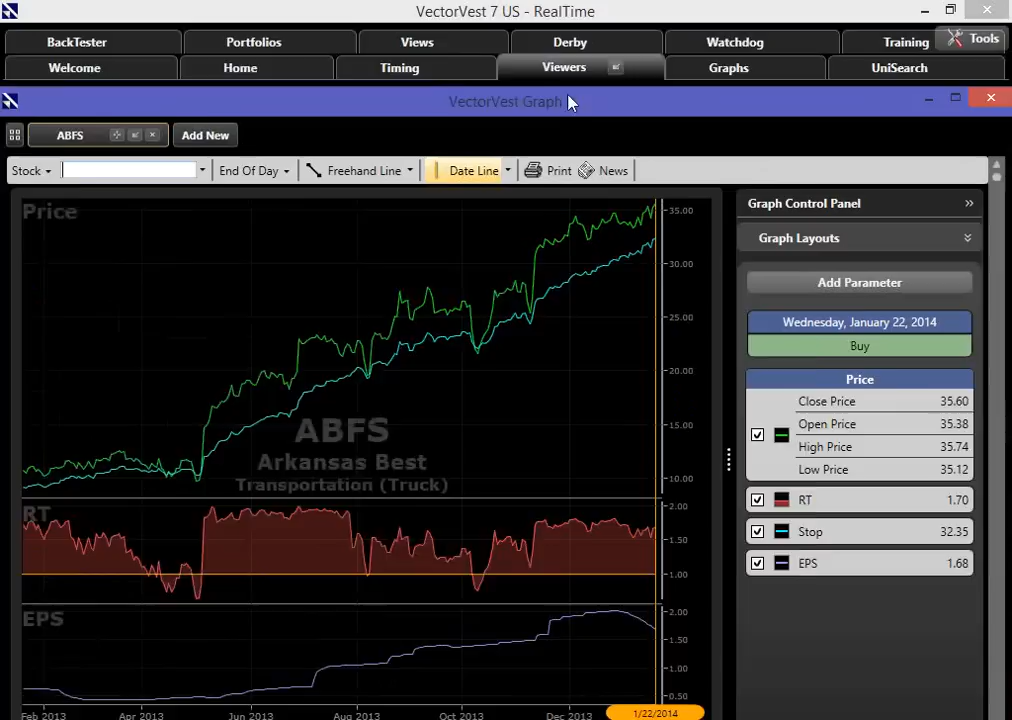 VectorVest 7 US - RealTime
BackTester Portfolios Views Derby Watchdog Training Tools
Welcome Home Timing Viewers Graphs UniSearch
VectorVest Graph
ABFS Add New
Stock End Of Day Freehand Line Date Line Print News
Price
35.00
30.00
25.00
20.00
15.00
10.00
ABFS
Arkansas Best
Transportation (Truck)
RT
2.00
1.50
1.00
EPS
2.00
1.50
1.00
0.50
Feb 2013 Apr 2013 Jun 2013 Aug 2013 Oct 2013 Dec 2013 1/22/2014
Graph Control Panel
Graph Layouts
Add Parameter
Wednesday, January 22, 2014
Buy
Price
Close Price 35.60
Open Price 35.38
High Price 35.74
Low Price 35.12
RT 1.70
Stop 32.35
EPS 1.68